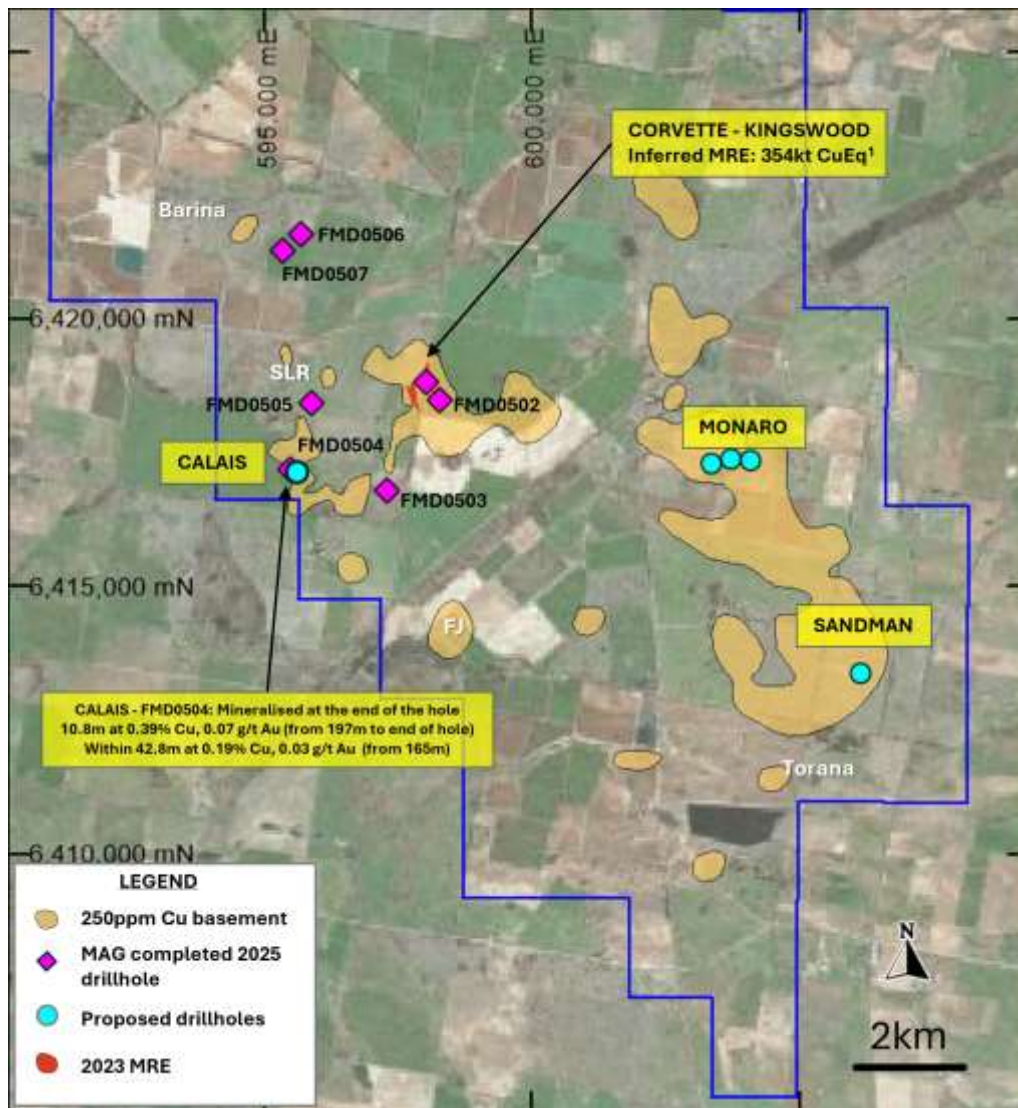 595,000 mE
600,000 mE
CORVETTE - KINGSWOOD
Inferred MRE: 354kt CuEq¹
Barina
FMD0506
FMD0507
6,420,000 mN
SLR
FMD0505
FMD0502
MONARO
FMD0504
CALAIS
FMD0503
6,415,000 mN
FJ
SANDMAN
CALAIS - FMD0504: Mineralised at the end of the hole
10.8m at 0.39% Cu, 0.07 g/t Au (from 197m to end of hole)
Within 42.8m at 0.19% Cu, 0.03 g/t Au (from 165m)
Torana
6,410,000 mN
LEGEND
250ppm Cu basement
MAG completed 2025
drillhole
Proposed drillholes
2023 MRE
N
2km